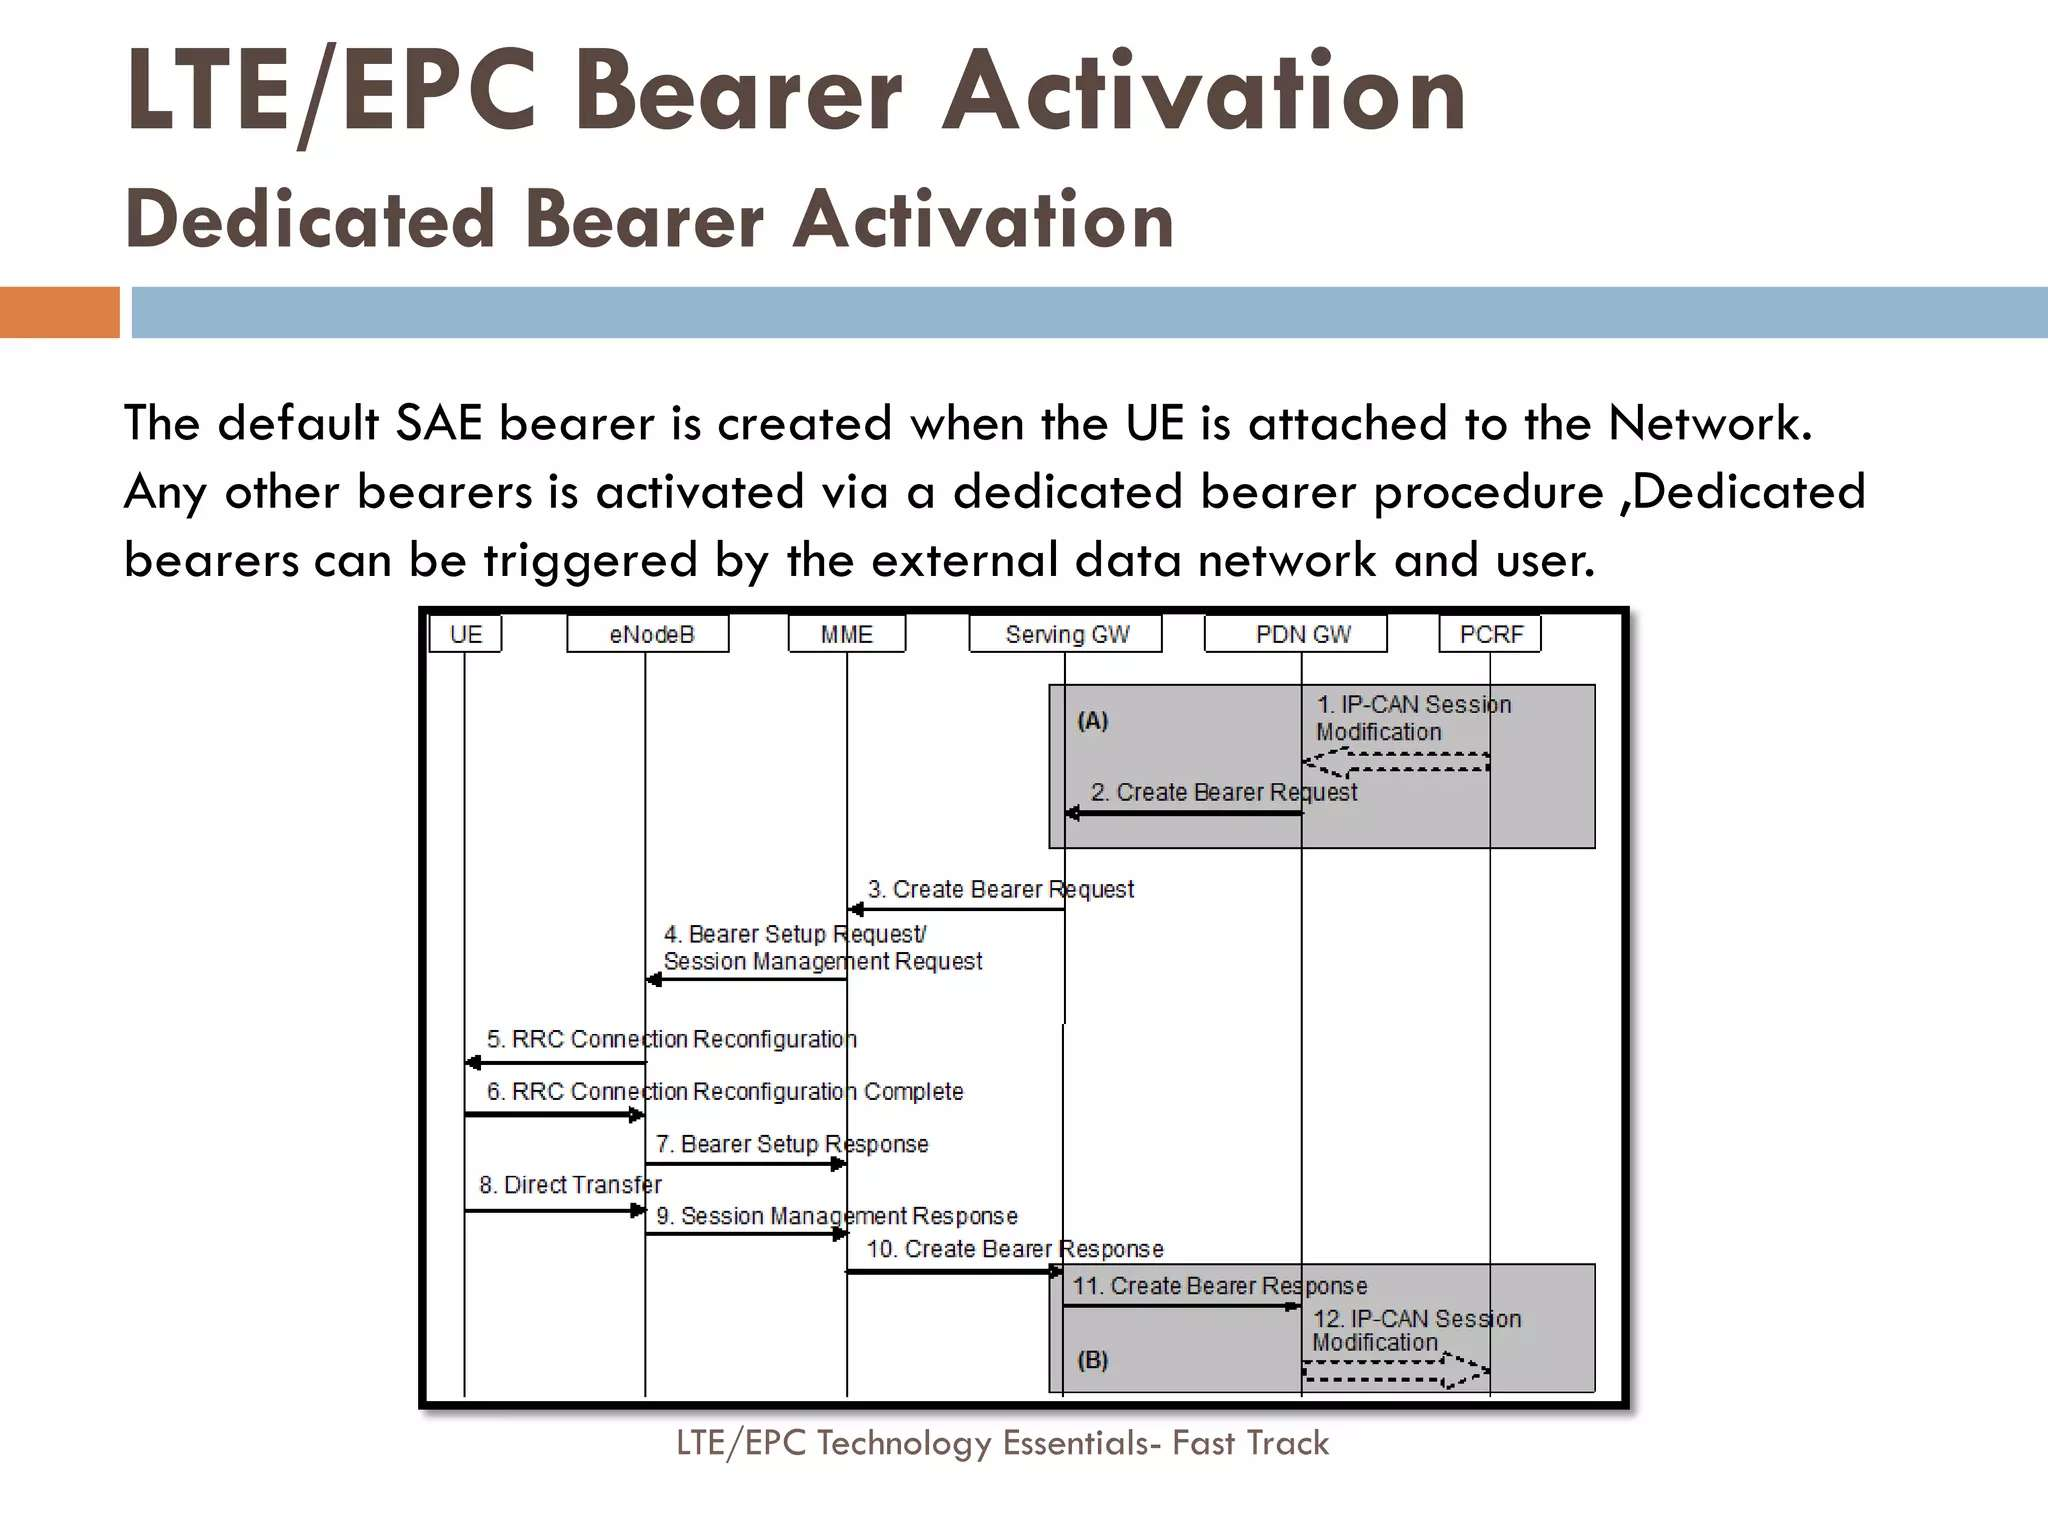 LTE/EPC Bearer Activation
Dedicated Bearer Activation
The default SAE bearer is created when the UE is attached to the Network.
Any other bearers is activated via a dedicated bearer procedure ,Dedicated
bearers can be triggered by the external data network and user.
UE
eNodeB
MME
Serving GW
PDN GW
PCRF
(A)
1. IP-CAN Session
Modification
2. Create Bearer Request
3. Create Bearer Request
4. Bearer Setup Request/
Session Management Request
5. RRC Connection Reconfiguration
6. RRC Connection Reconfiguration Complete
7. Bearer Setup Response
8. Direct Transfer
9. Session Management Response
10. Create Bearer Response
11. Create Bearer Response
12. IP-CAN Session
Modification
(B)
LTE/EPC Technology Essentials- Fast Track